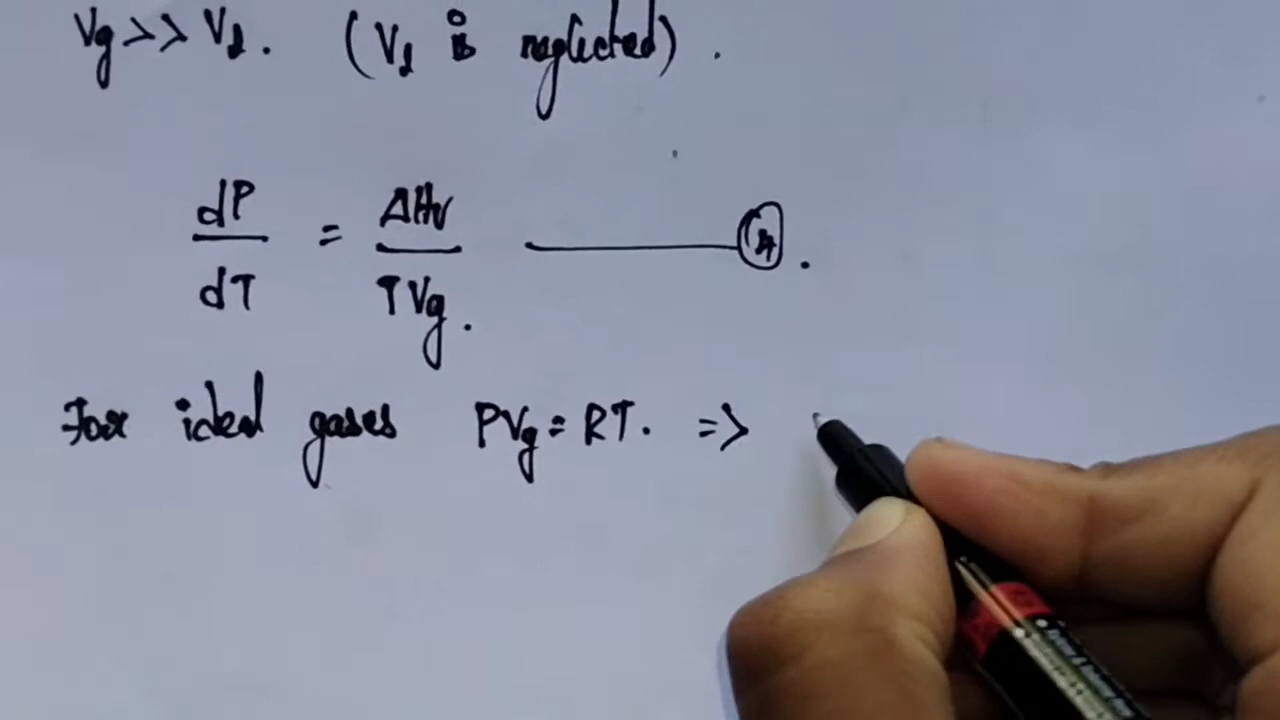 Vg >> Vl. (Vl is neglected).
dP/dT = ΔHv/TVg. ——— (4).
For ideal gases PVg = RT. =>